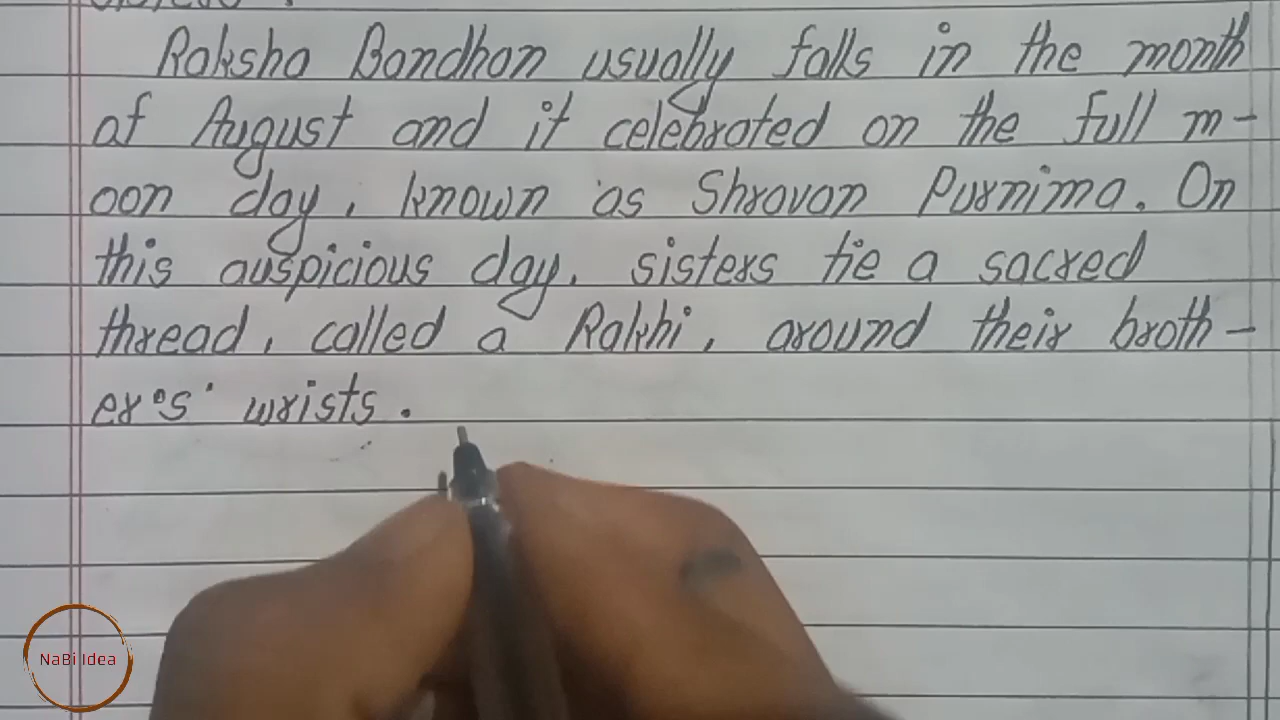 Raksha Bandhan usually falls in the month
of August and it celebrated on the full m-
oon day, known as Shravan Purnima. On
this auspicious day, sisters tie a sacred
thread, called a Rakhi, around their broth-
er's' wrists.
NaBi Idea